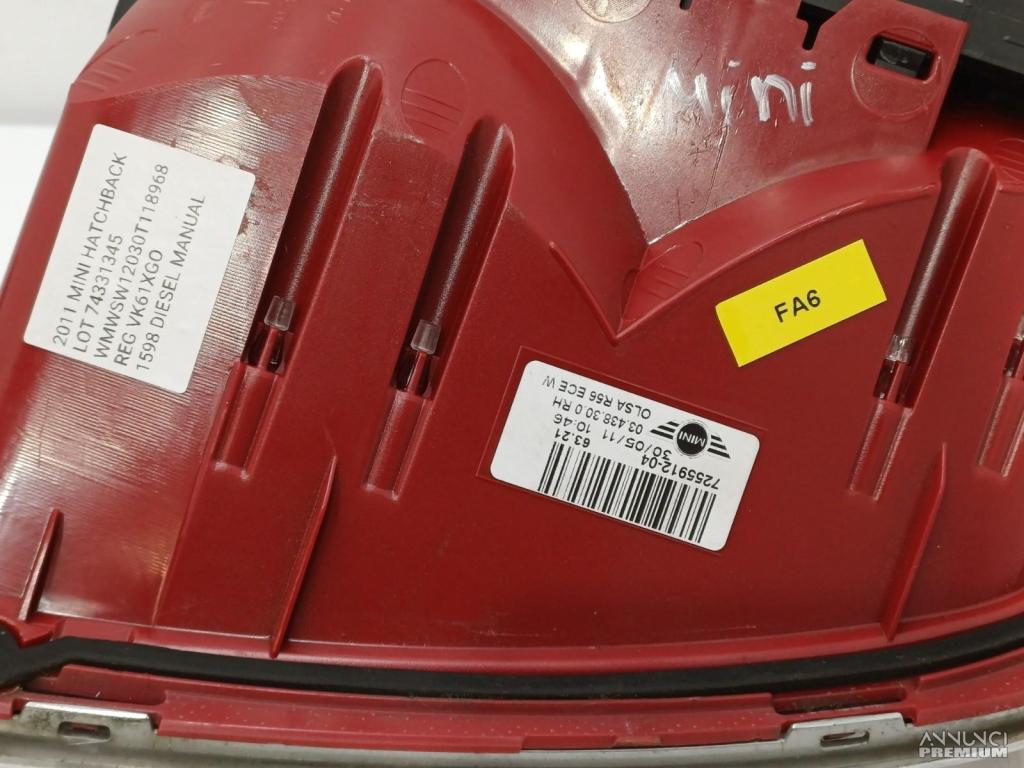 Mini
2011 MINI HATCHBACK
LOT 74331345
WMWSW12030T118968
REG VK61XGO
1598 DIESEL MANUAL
FA6
OLSA R56 ECE W
03.438.30.0 RH
30/05/11 10:46
MINI
63.21
7255912-04
ANNUNCI
PREMIUM